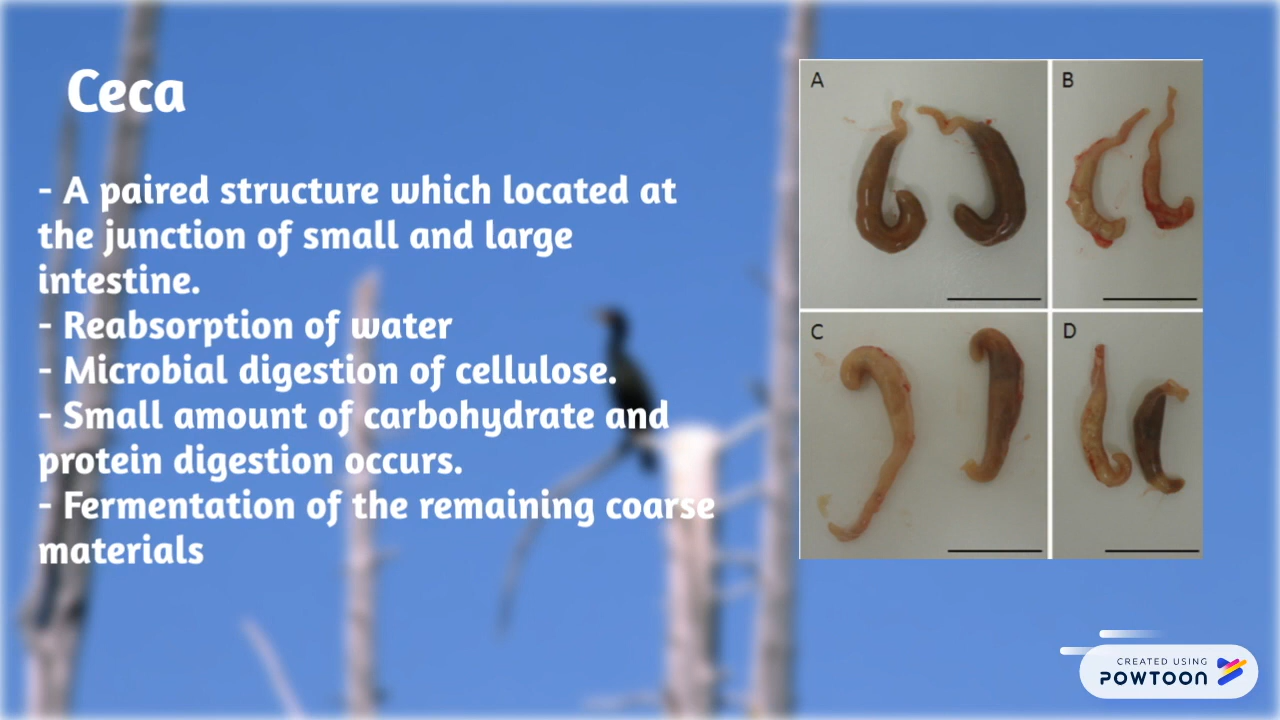 Ceca
- A paired structure which located at
the junction of small and large
intestine.
- Reabsorption of water
- Microbial digestion of cellulose.
- Small amount of carbohydrate and
protein digestion occurs.
- Fermentation of the remaining coarse
materials
A
B
C
D
CREATED USING
POWTOON